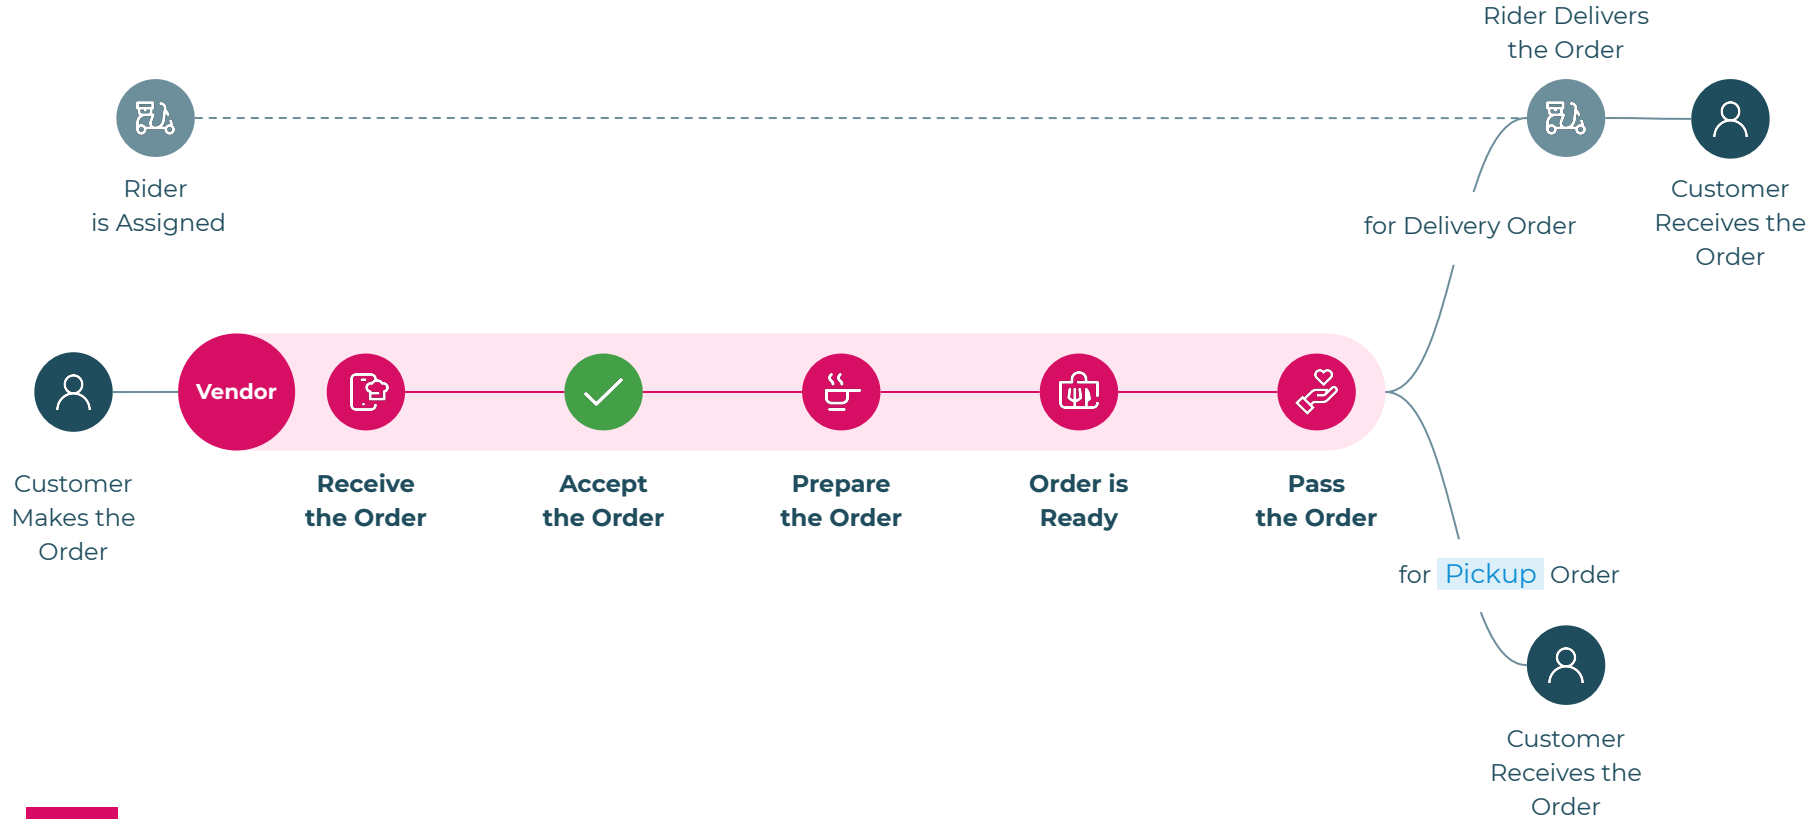 Rider Delivers
the Order
Rider
is Assigned
for Delivery Order
Customer
Receives the
Order
Vendor
Customer
Makes the
Order
Receive
the Order
Accept
the Order
Prepare
the Order
Order is
Ready
Pass
the Order
for Pickup Order
Customer
Receives the
Order